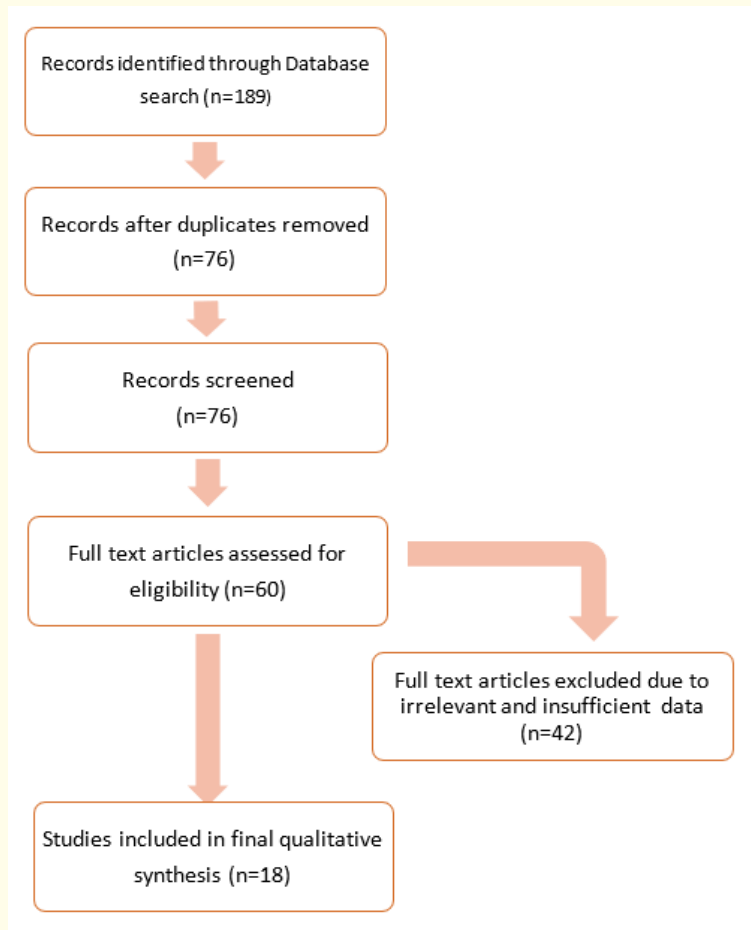 Records identified through Database
search (n=189)
Records after duplicates removed
(n=76)
Records screened
(n=76)
Full text articles assessed for
eligibility (n=60)
Full text articles excluded due to
irrelevant and insufficient data
(n=42)
Studies included in final qualitative
synthesis (n=18)